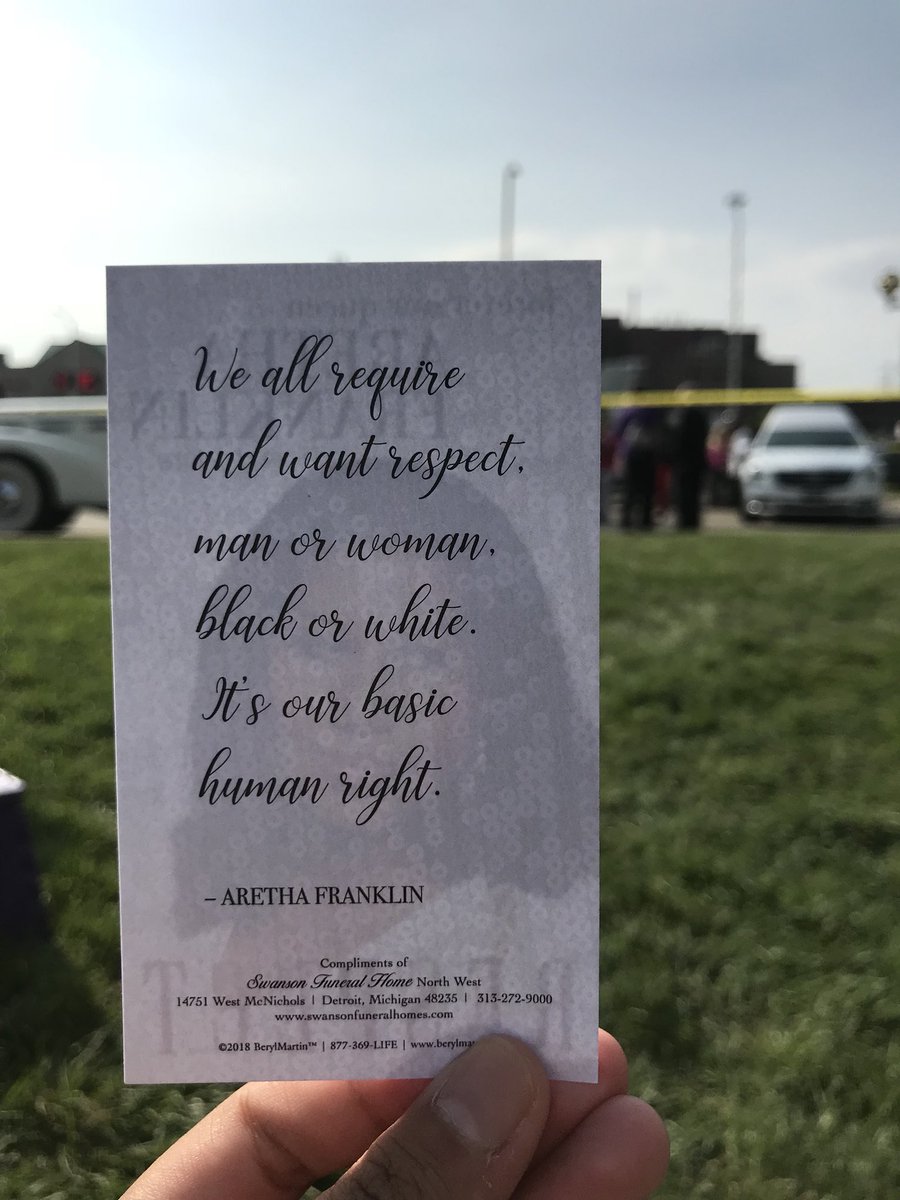 We all require
and want respect,
man or woman,
black or white.
It's our basic
human right.
– ARETHA FRANKLIN
Compliments of
Swanson Funeral Home North West
14751 West McNichols | Detroit, Michigan 48235 | 313-272-9000
www.swansonfuneralhomes.com
©2018 BerylMartin™ | 877-369-LIFE |
ARETHA
FRANKLIN